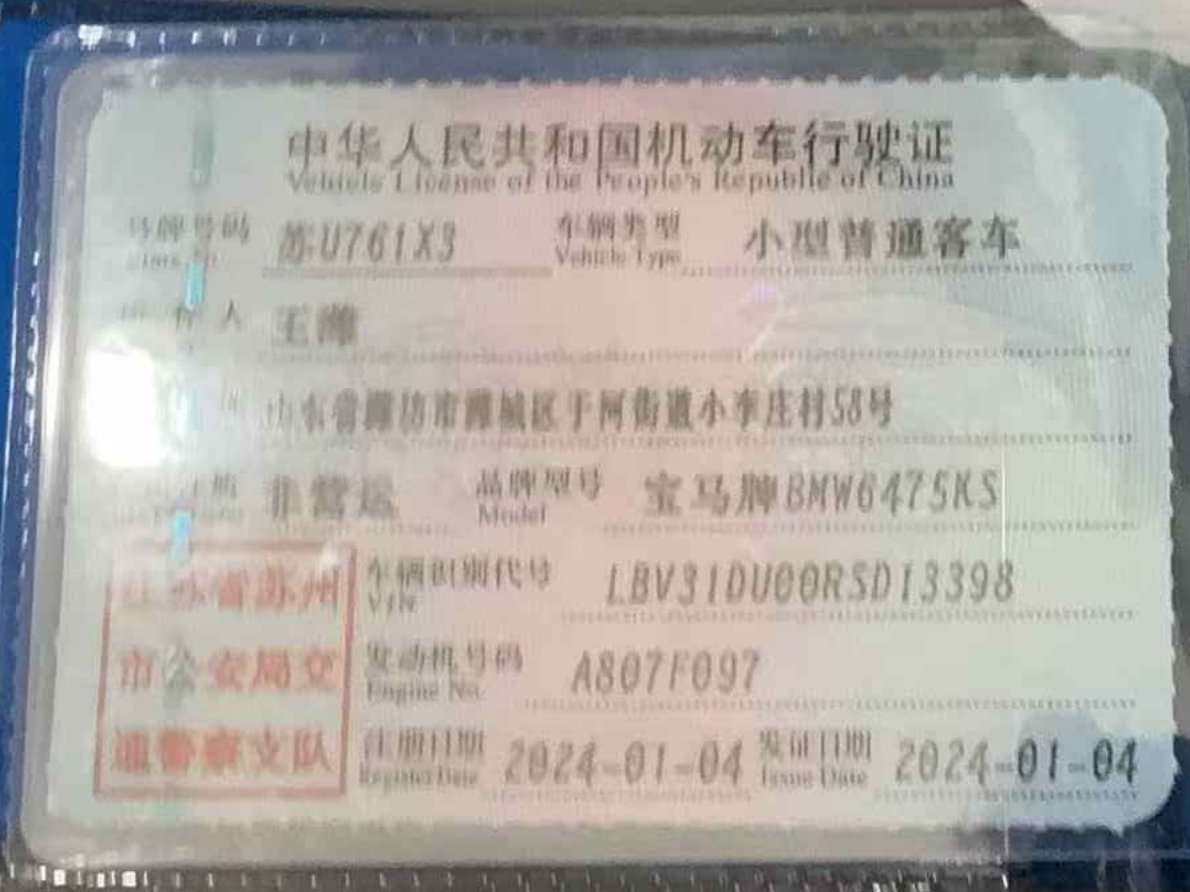 中华人民共和国机动车行驶证
Vehicle License of the People's Republic of China
号牌号码 苏U761X3 车辆类型 小型普通客车
Plate No. Vehicle Type
所有人 王潍
山东省潍坊市潍城区于河街道小李庄村58号
非营运 品牌型号 宝马牌BMW6475KS
Model
江苏省苏州 车辆识别代号 LBV31DU00RSD13398
VIN
市公安局交 发动机号码 A807F097
Engine No.
通警察支队 注册日期 2024-01-04 发证日期 2024-01-04
Register Date Issue Date